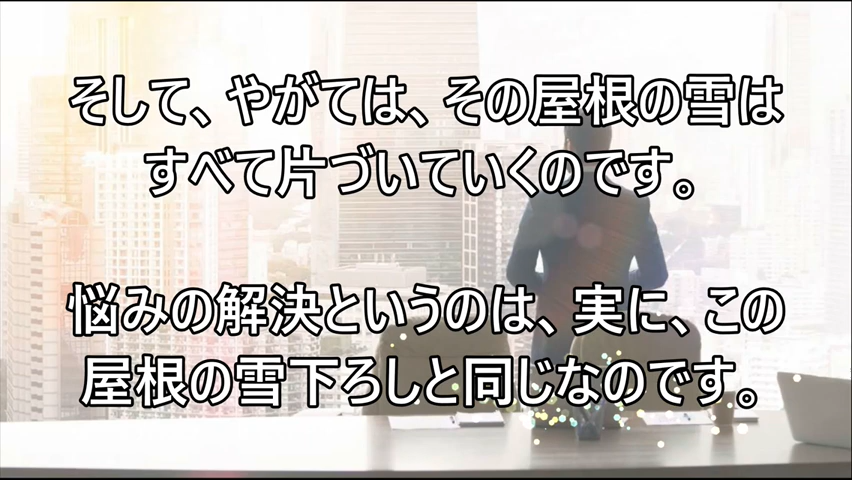 そして、やがては、その屋根の雪は
すべて片づいていくのです。
悩みの解決というのは、実に、この
屋根の雪下ろしと同じなのです。